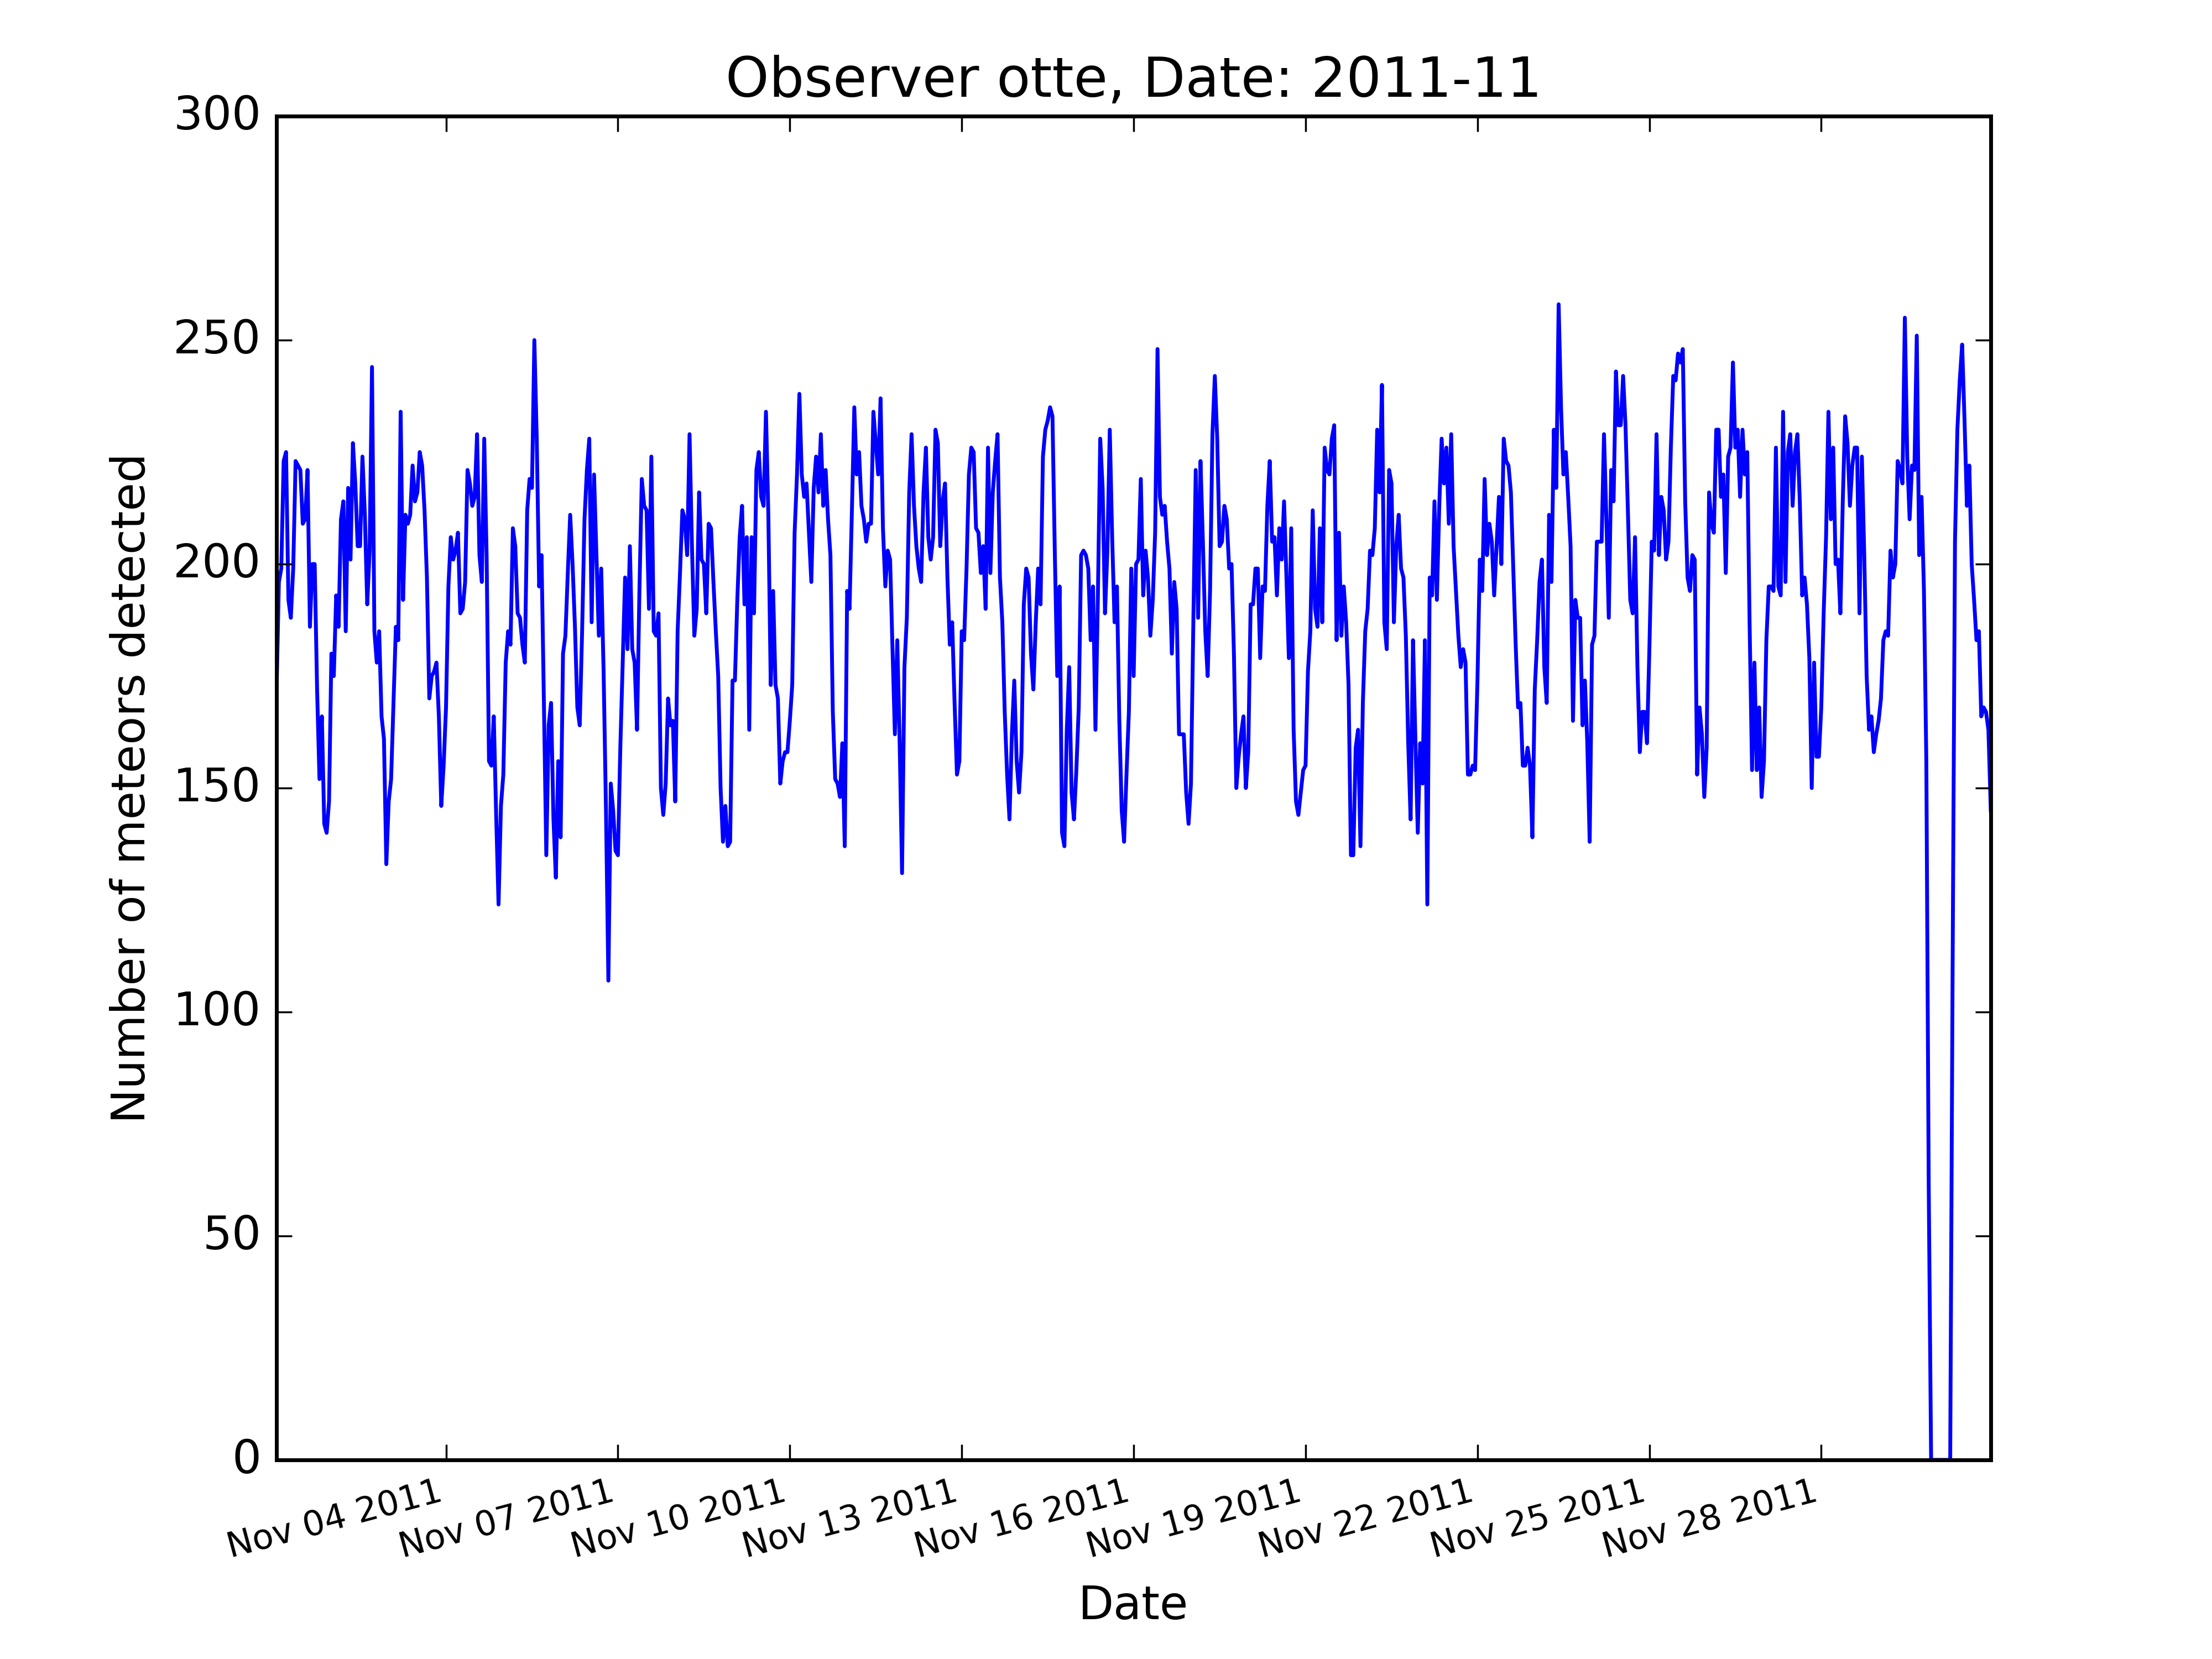 Observer otte, Date: 2011-11
Number of meteors detected
300
250
200
150
100
50
0
Nov 04 2011
Nov 07 2011
Nov 10 2011
Nov 13 2011
Nov 16 2011
Nov 19 2011
Nov 22 2011
Nov 25 2011
Nov 28 2011
Date